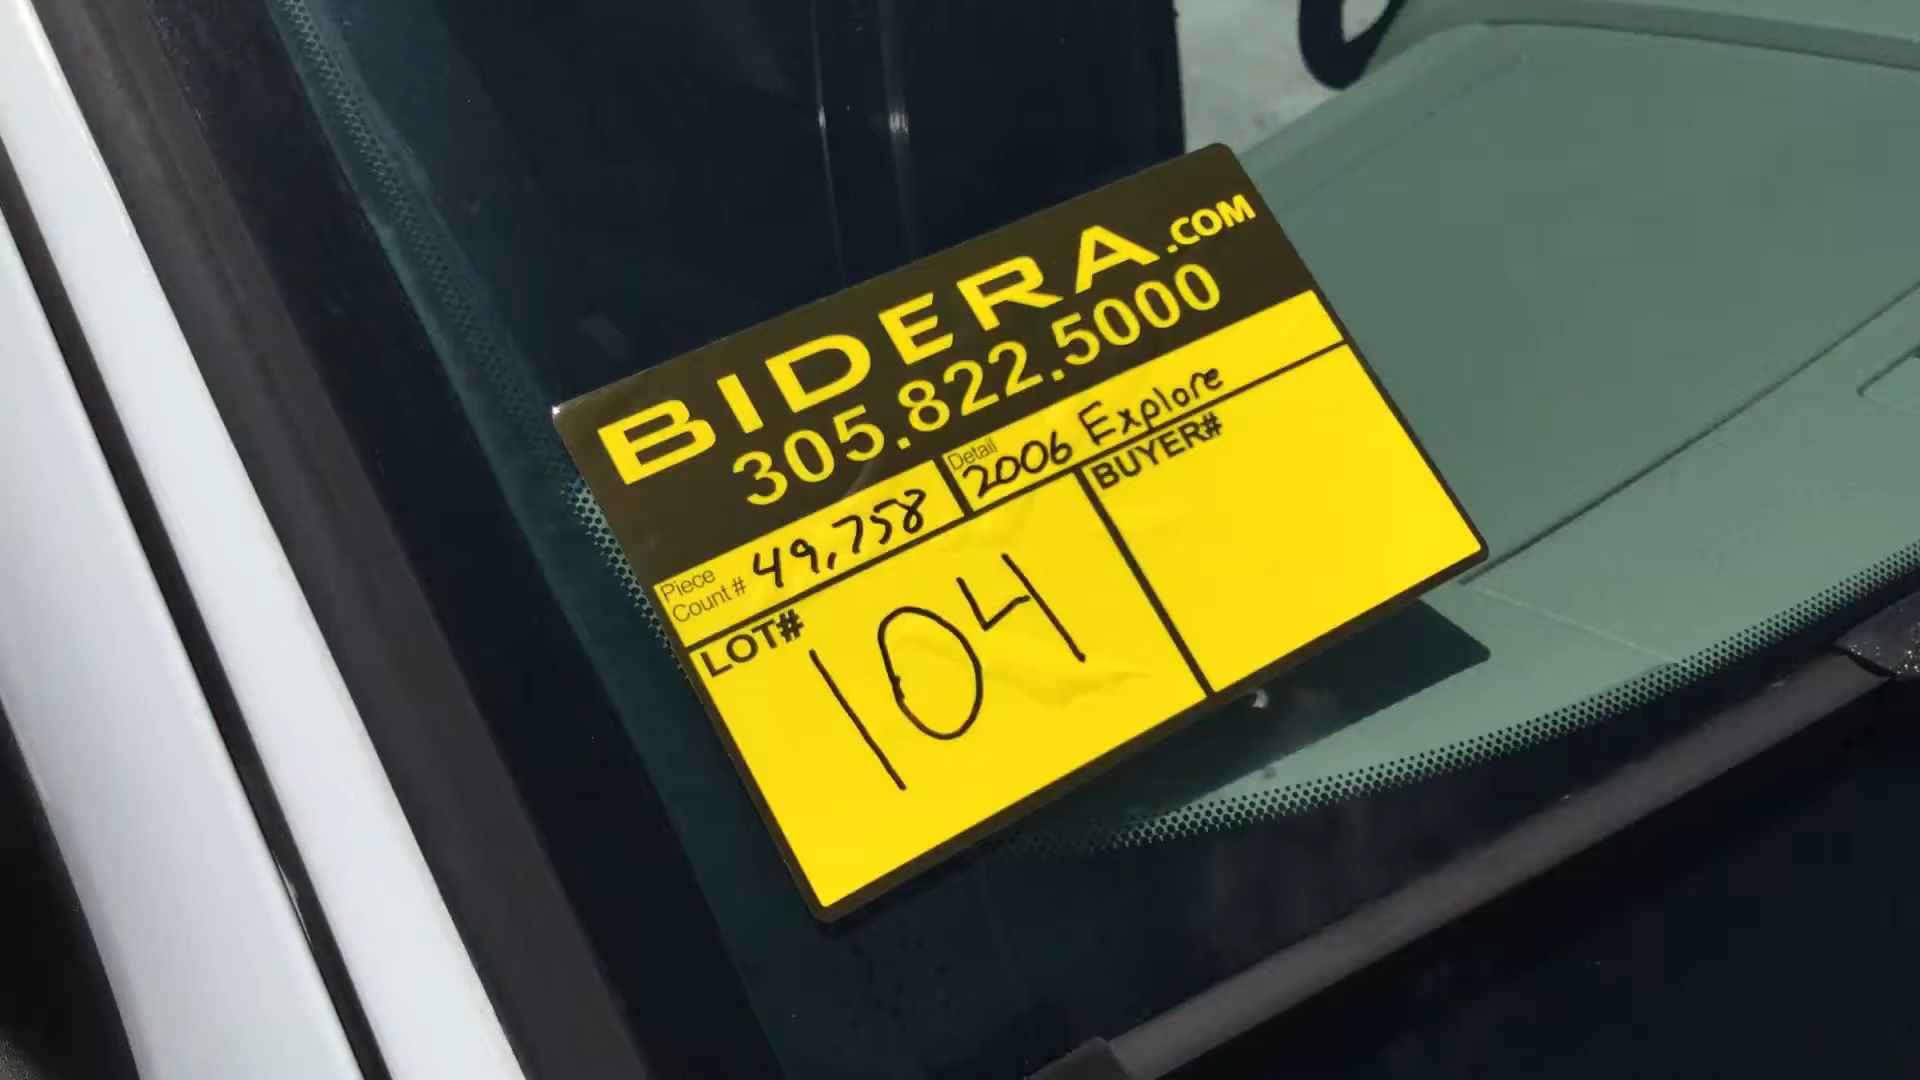 BIDERA.COM
305.822.5000
Piece Count # 49,758 Detail 2006 Explore
LOT# 104 BUYER#